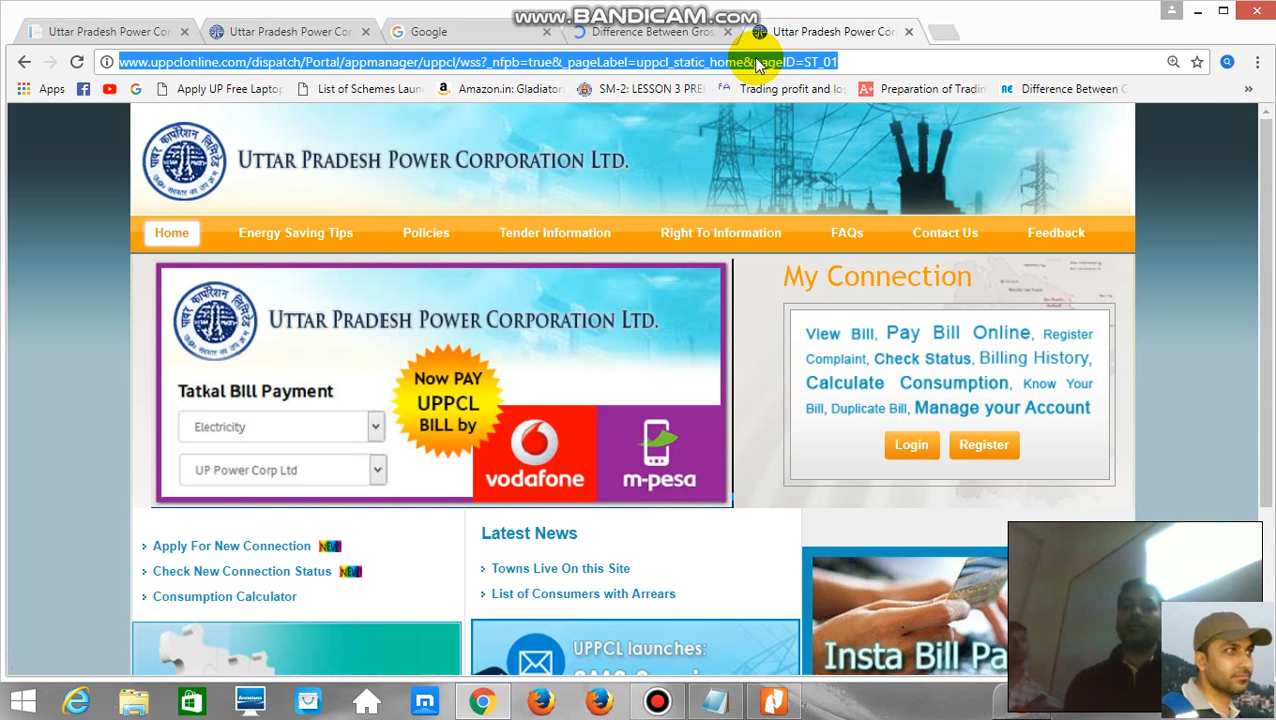 www.BANDICAM.com
Uttar Pradesh Power Cor
Uttar Pradesh Power Cor
Google
Difference Between Gros
Uttar Pradesh Power Cor
www.uppclonline.com/dispatch/Portal/appmanager/uppcl/wss?_nfpb=true&_pageLabel=uppcl_static_home&pageID=ST_01
Apps
Apply UP Free Laptop
List of Schemes Laun
Amazon.in: Gladiator
SM-2: LESSON 3 PRE
Trading profit and lo
Preparation of Tradin
Difference Between G
UTTAR PRADESH POWER CORPORATION LTD.
Home
Energy Saving Tips
Policies
Tender Information
Right To Information
FAQs
Contact Us
Feedback
UTTAR PRADESH POWER CORPORATION LTD.
Tatkal Bill Payment
Electricity
UP Power Corp Ltd
Now PAY
UPPCL
BILL by
vodafone
m-pesa
My Connection
View Bill, Pay Bill Online, Register
Complaint, Check Status, Billing History,
Calculate Consumption, Know Your
Bill, Duplicate Bill, Manage your Account
Login
Register
Apply For New Connection NEW
Check New Connection Status NEW
Consumption Calculator
Latest News
Towns Live On this Site
List of Consumers with Arrears
UPPCL launches:
Insta Bill Pa
lenovo